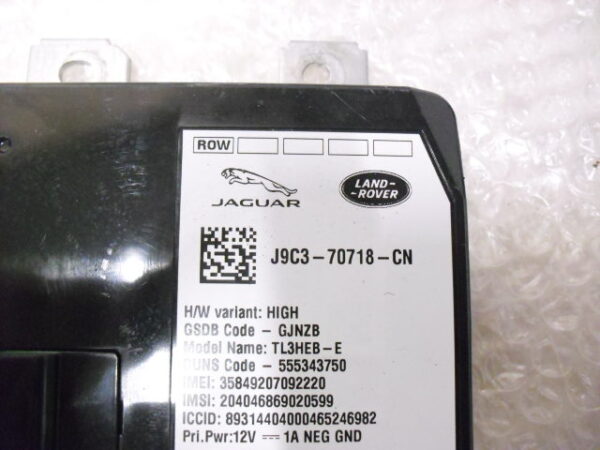 ROW
JAGUAR
LAND-
-ROVER
J9C3-70718-CN
H/W variant: HIGH
GSDB Code - GJNZB
Model Name: TL3HEB-E
DUNS Code - 555343750
IMEI: 35849207092220
IMSI: 204046869020599
ICCID: 89314404000465246982
Pri.Pwr:12V ⎓ 1A NEG GND